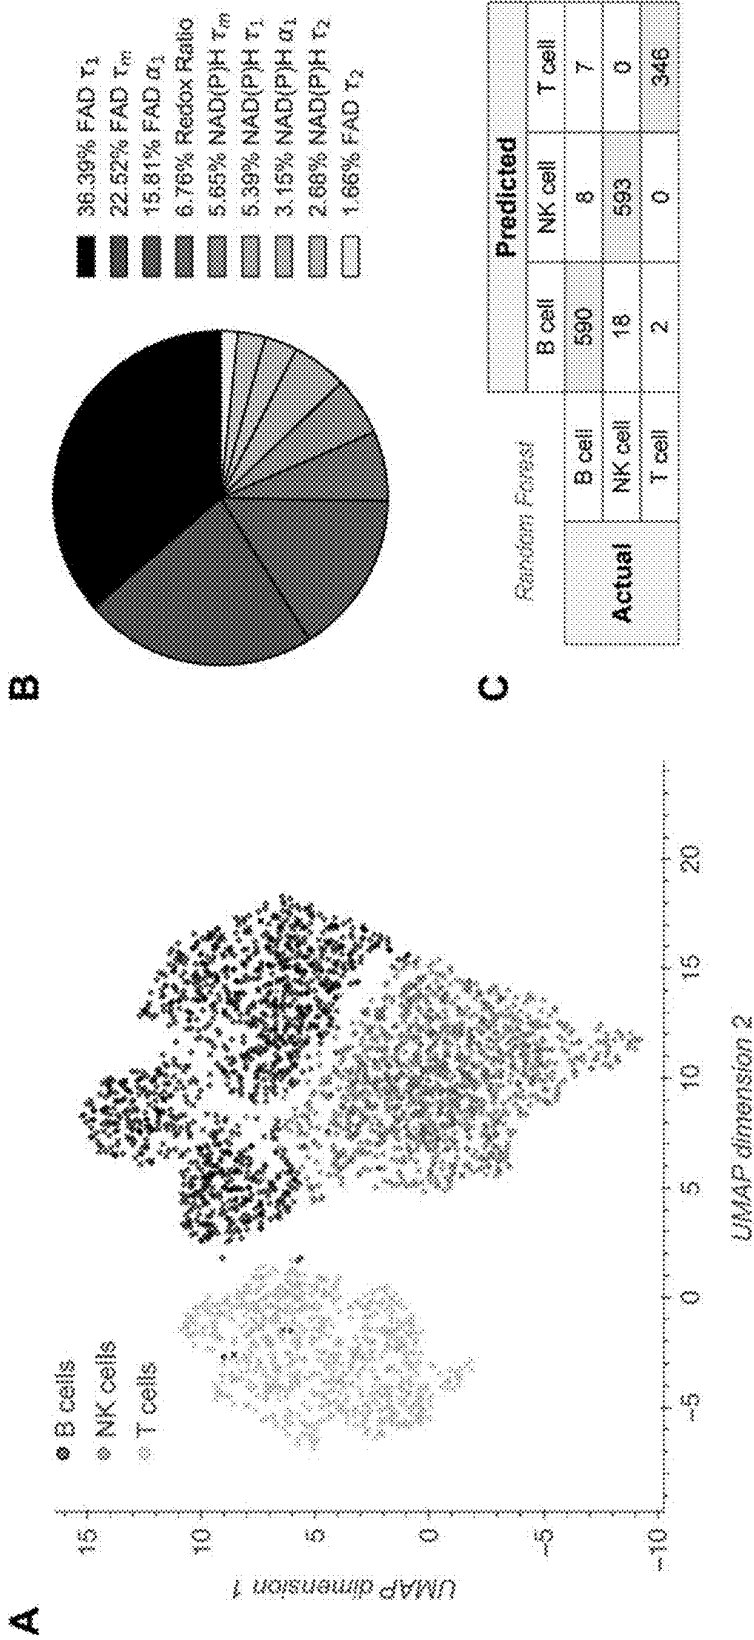 A
B cells
NK cells
T cells
15
10
5
0
−5
−10
UMAP dimension 1
−5
0
5
10
15
20
UMAP dimension 2
B
36.39% FAD τ1
22.52% FAD τm
15.81% FAD α1
6.76% Redox Ratio
5.65% NAD(P)H τm
5.39% NAD(P)H τ1
3.15% NAD(P)H α1
2.68% NAD(P)H τ2
1.66% FAD τ2
C
Random Forest
Predicted
B cell NK cell T cell
Actual
B cell 590 8 7
NK cell 18 593 0
T cell 2 0 346